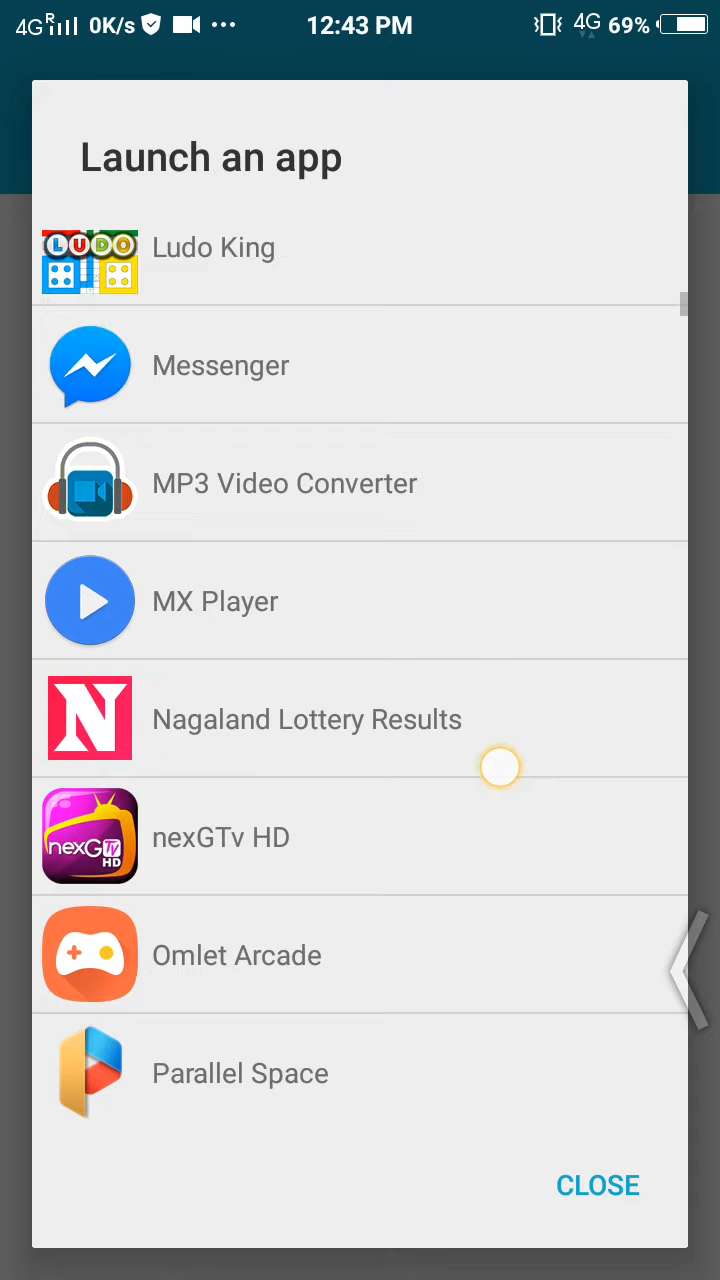 4G R 0K/s 12:43 PM 4G 69%
Launch an app
LUDO Ludo King
Messenger
MP3 Video Converter
MX Player
N Nagaland Lottery Results
nexGTv HD nexGTv HD
Omlet Arcade
Parallel Space
CLOSE